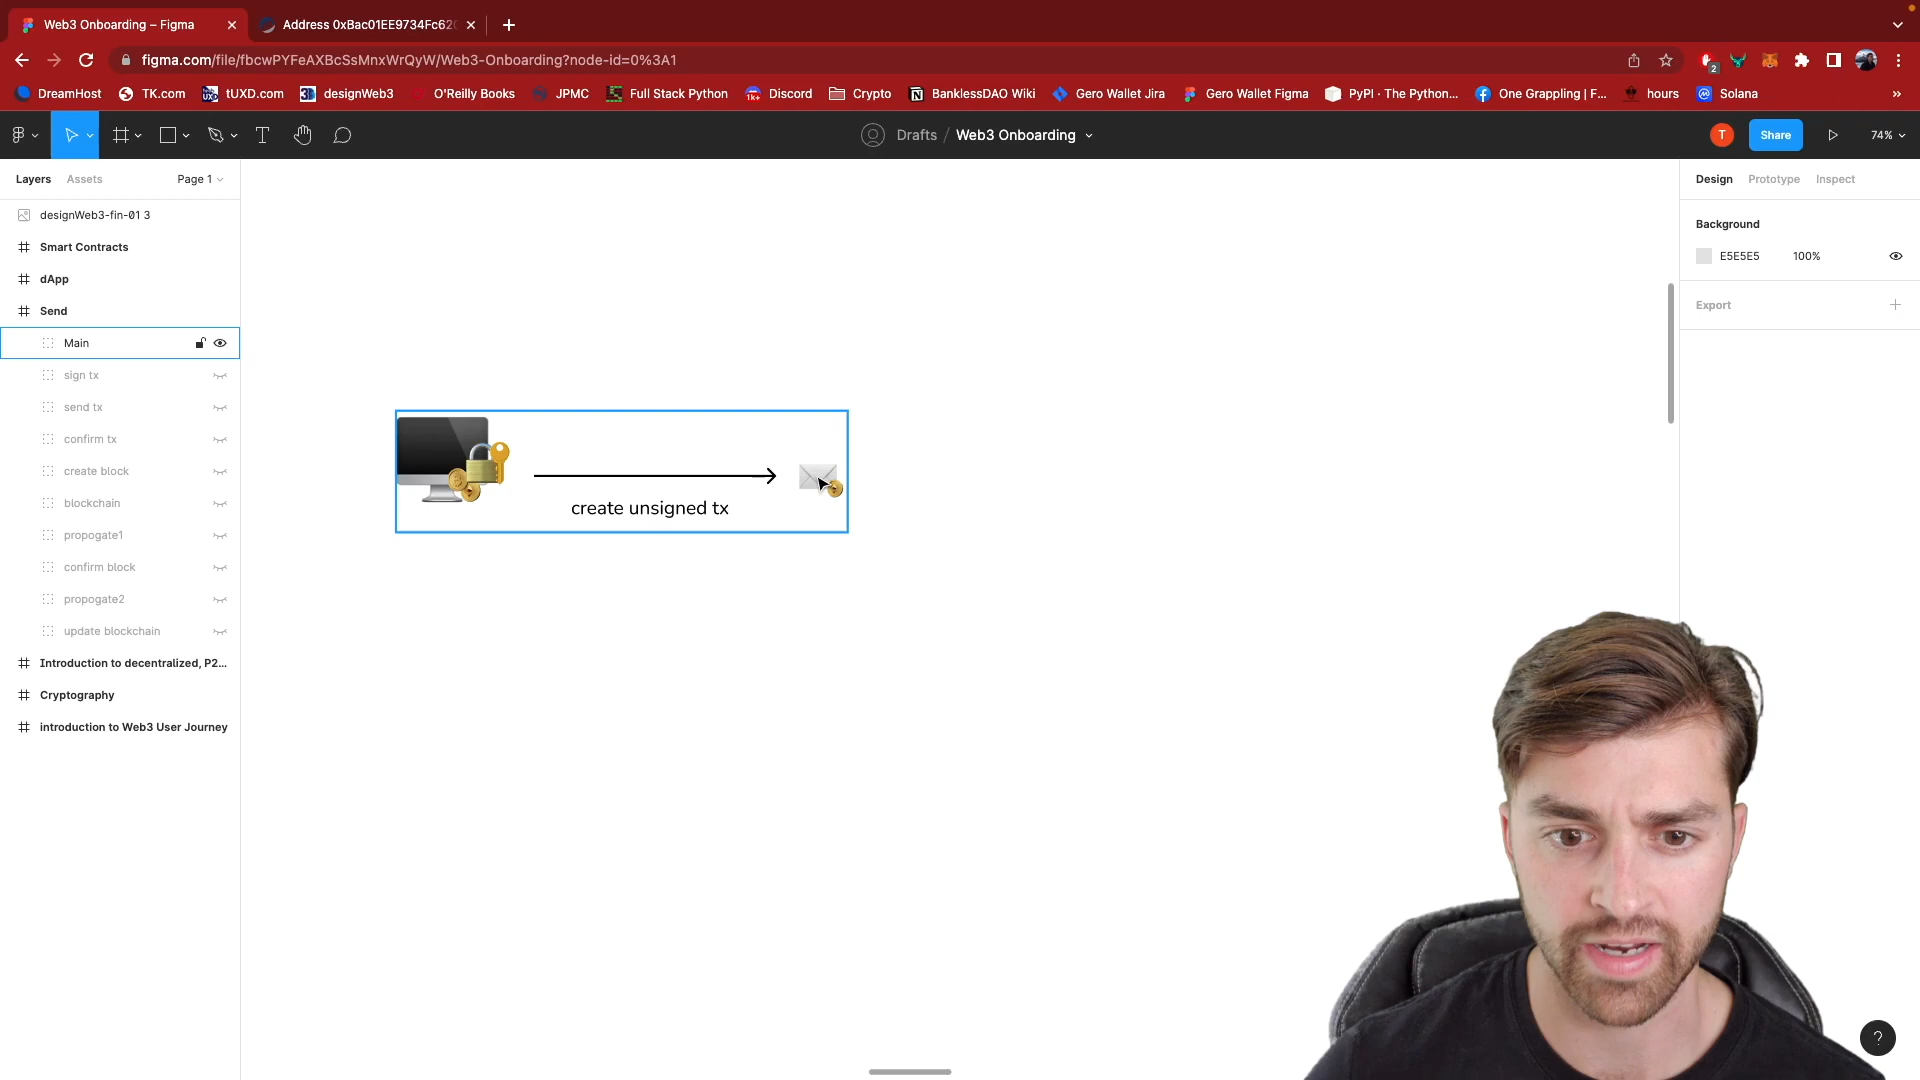 Web3 Onboarding – Figma
Address 0xBac01EE9734Fc620
figma.com/file/fbcwPYFeAXBcSsMnxWrQyW/Web3-Onboarding?node-id=0%3A1
2
DreamHost
TK.com
UXD
tUXD.com
designWeb3
O'Reilly Books
JPMC
Full Stack Python
1K+
Discord
Crypto
BanklessDAO Wiki
Gero Wallet Jira
Gero Wallet Figma
PyPI · The Python...
One Grappling | F...
hours
Solana
Drafts / Web3 Onboarding
T
Share
74%
Layers
Assets
Page 1
designWeb3-fin-01 3
Smart Contracts
dApp
Send
Main
sign tx
send tx
confirm tx
create block
blockchain
propogate1
confirm block
propogate2
update blockchain
Introduction to decentralized, P2...
Cryptography
introduction to Web3 User Journey
create unsigned tx
Design
Prototype
Inspect
Background
E5E5E5
100%
Export
?